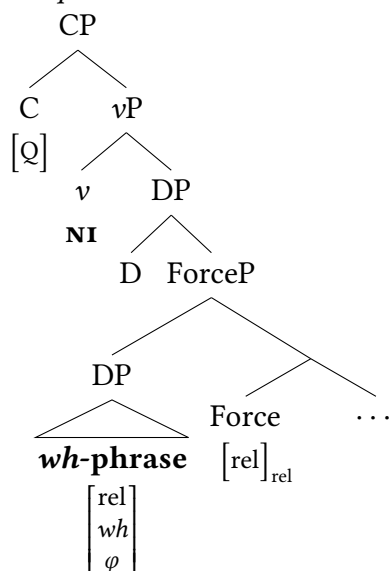 CP
C vP
[Q]
v DP
NI
D ForceP
DP
Force ...
wh-phrase [rel]rel
[rel
wh
φ]